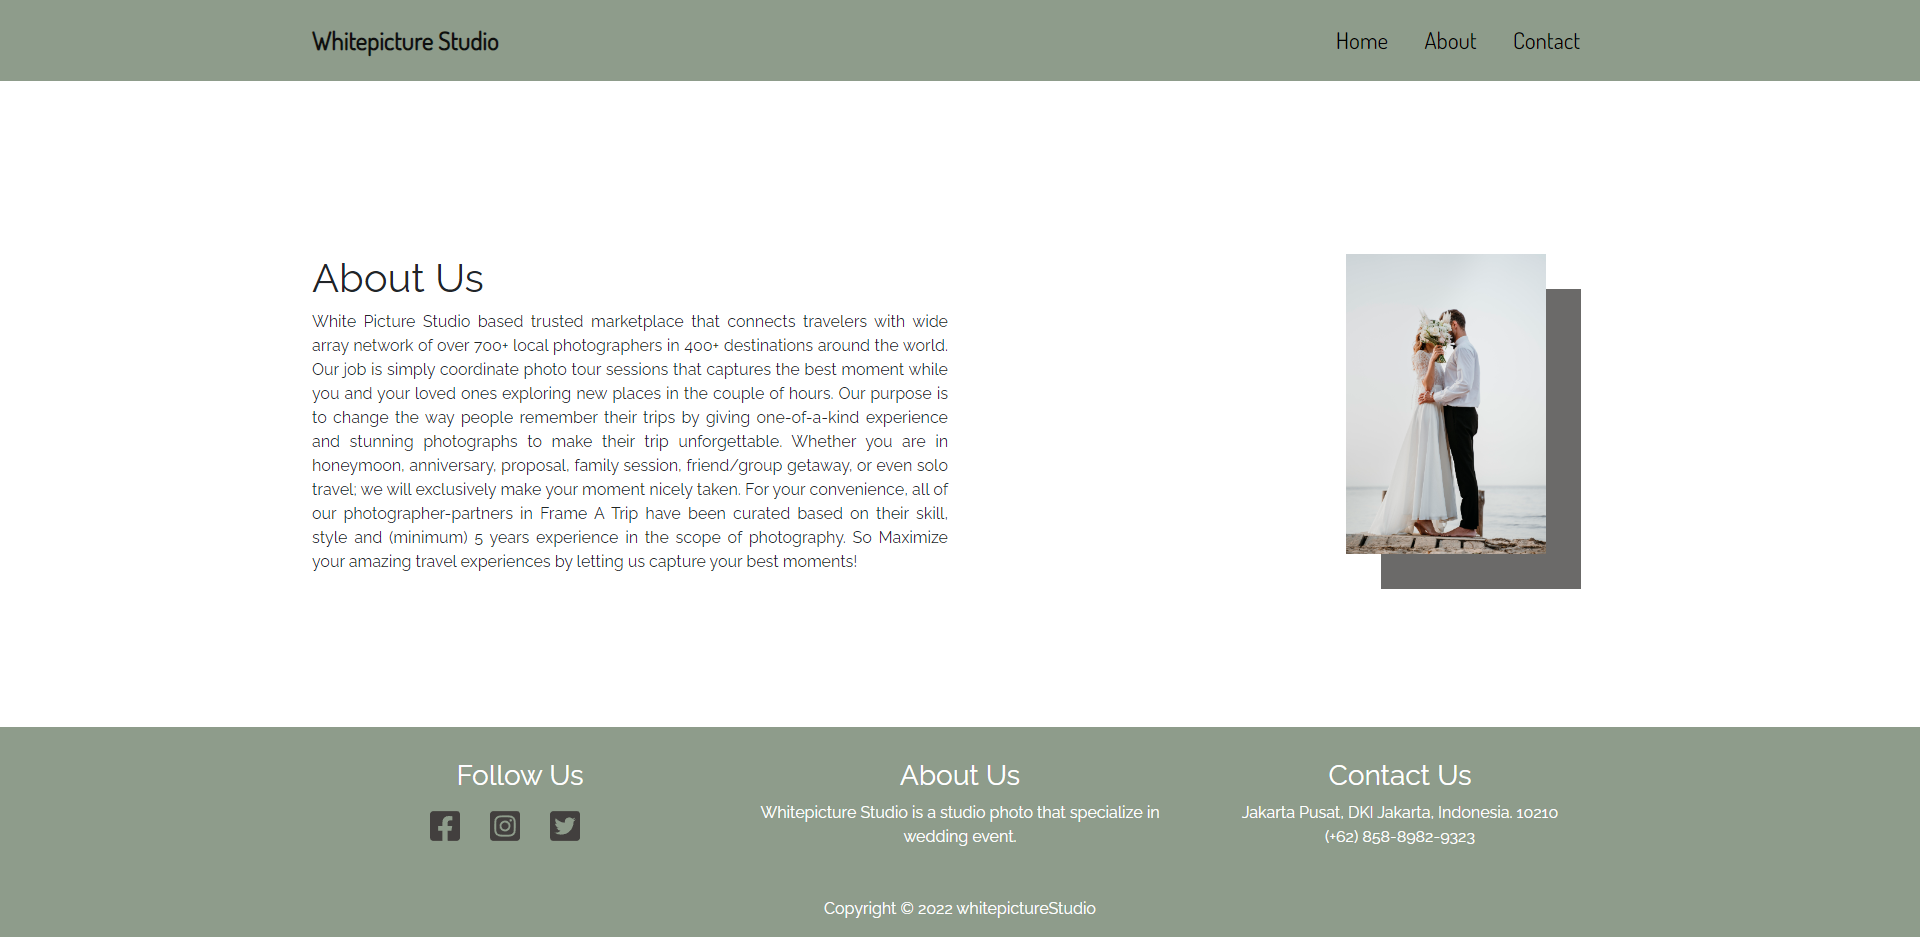 Whitepicture Studio
Home About Contact
About Us
White Picture Studio based trusted marketplace that connects travelers with wide
array network of over 700+ local photographers in 400+ destinations around the world.
Our job is simply coordinate photo tour sessions that captures the best moment while
you and your loved ones exploring new places in the couple of hours. Our purpose is
to change the way people remember their trips by giving one-of-a-kind experience
and stunning photographs to make their trip unforgettable. Whether you are in
honeymoon, anniversary, proposal, family session, friend/group getaway, or even solo
travel; we will exclusively make your moment nicely taken. For your convenience, all of
our photographer-partners in Frame A Trip have been curated based on their skill,
style and (minimum) 5 years experience in the scope of photography. So Maximize
your amazing travel experiences by letting us capture your best moments!
Follow Us
About Us
Whitepicture Studio is a studio photo that specialize in
wedding event.
Contact Us
Jakarta Pusat, DKI Jakarta, Indonesia. 10210
(+62) 858-8982-9323
Copyright © 2022 whitepictureStudio